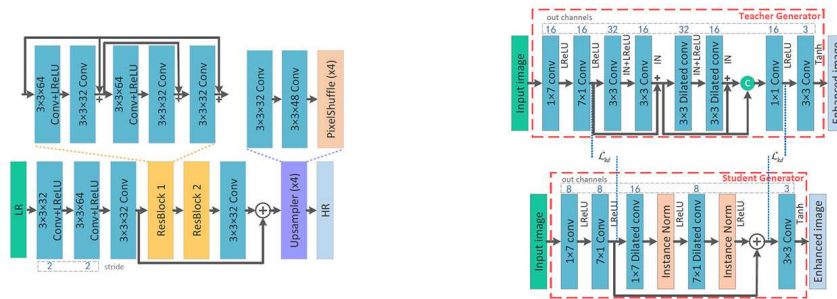 3×3×64
Conv+LReLU
3×3×32 Conv
3×3×64
Conv+LReLU
3×3×32 Conv
3×3×32 Conv
3×3×32 Conv
3×3×48 Conv
PixelShuffle (x4)
LR
3×3×32
Conv+LReLU
3×3×64
Conv+LReLU
3×3×32 Conv
ResBlock 1
ResBlock 2
3×3×32 Conv
Upsampler (x4)
HR
2 2 stride
Teacher Generator
out channels
16 16 32 16 32 16 16 3
Input image
1×7 conv
LReLU
7×1 Conv
LReLU
3×3 Conv
IN+LReLU
3×3 Conv
IN
3×3 Dilated conv
IN+LReLU
3×3 Dilated conv
IN
C
1×1 Conv
LReLU
3×3 Conv
Tanh
Enhanced image
ℒkd
ℒkd
Student Generator
out channels
8 8 16 8 3
Input image
1×7 conv
LReLU
7×1 Conv
LReLU
1×7 Dilated conv
Instance Norm
LReLU
7×1 Dilated conv
Instance Norm
LReLU
3×3 Conv
Tanh
Enhanced image